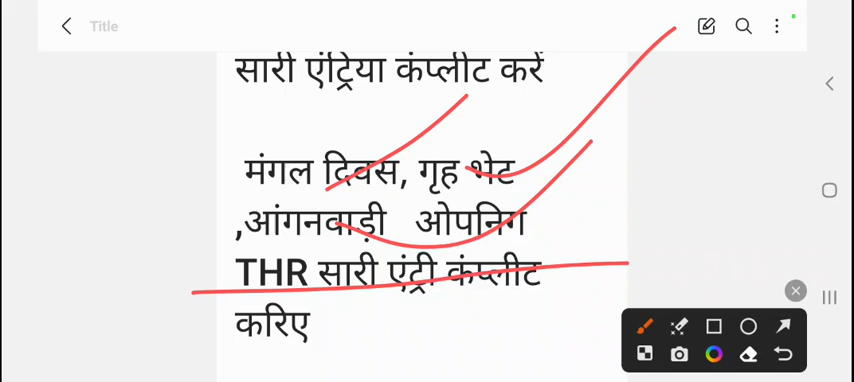 Title
सारी एंट्रिया कंप्लीट करें
मंगल दिवस, गृह भेट
,आंगनवाड़ी ओपनिग
THR सारी एंट्री कंप्लीट
करिए